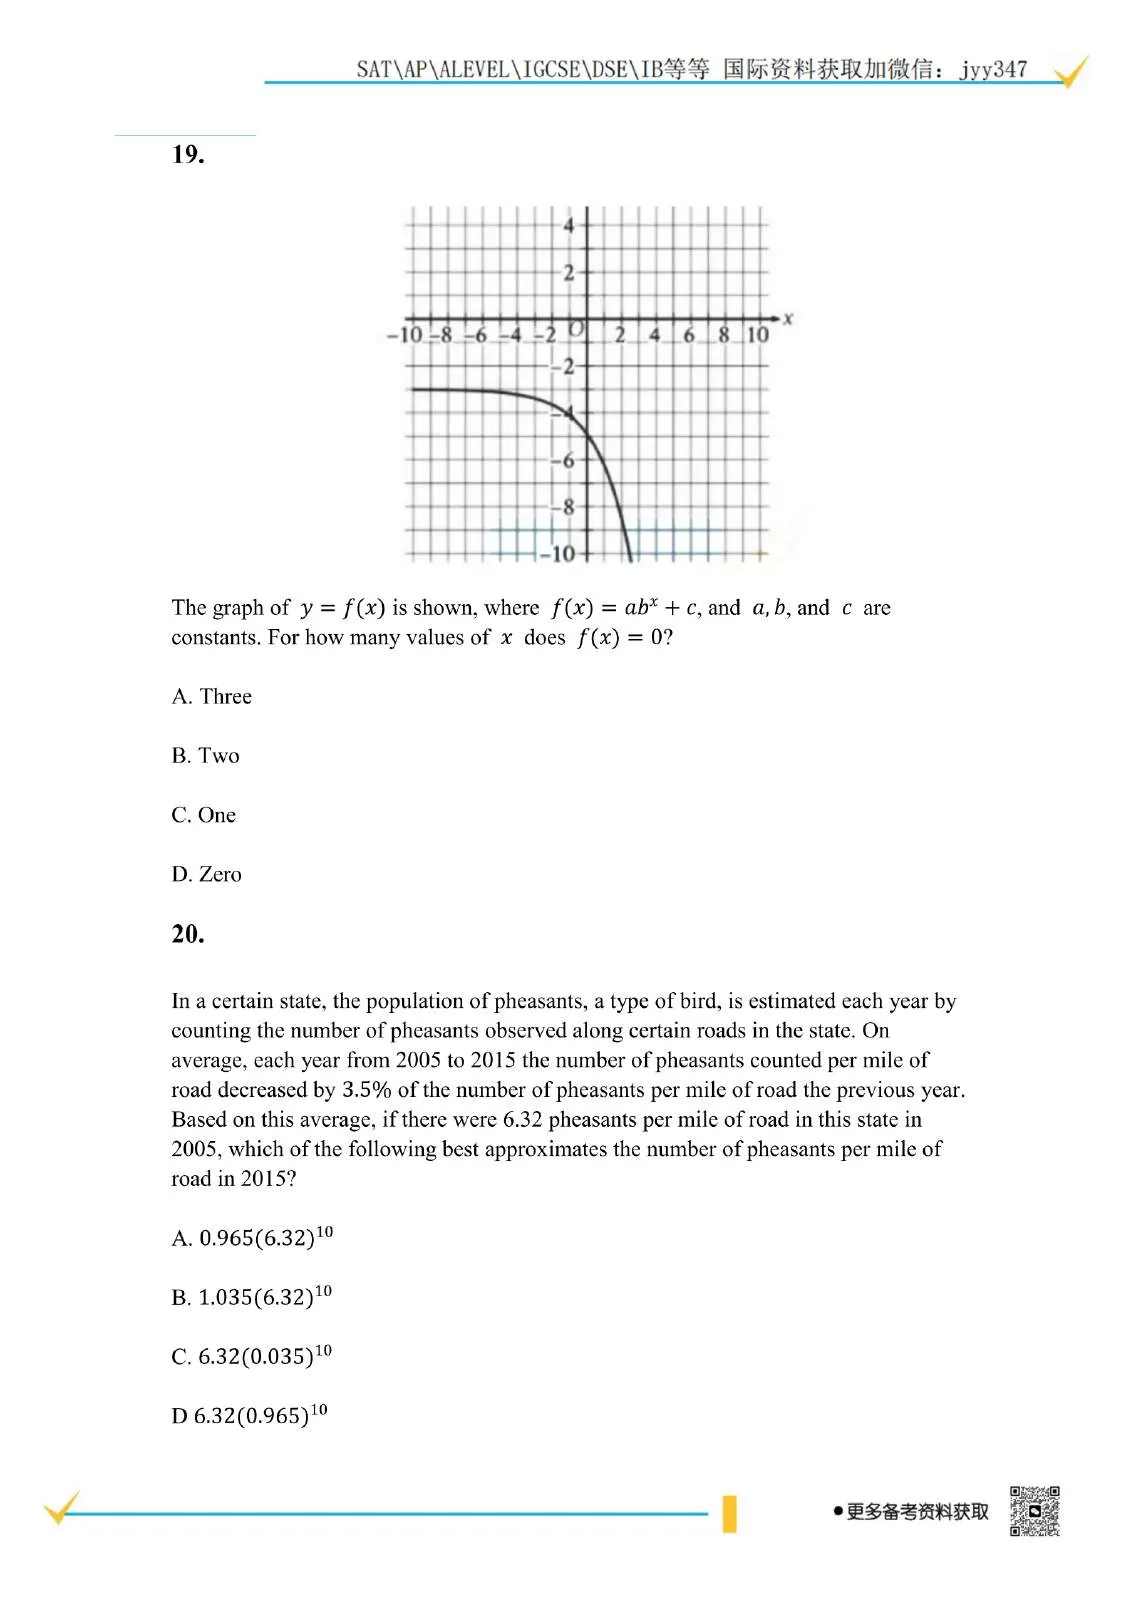 SAT\AP\ALEVEL\IGCSE\DSE\IB等等 国际资料获取加微信：jyy347
19.
4
2
-10 -8 -6 -4 -2 O 2 4 6 8 10 x
-2
-4
-6
-8
-10
The graph of y = f(x) is shown, where f(x) = ab^x + c, and a, b, and c are
constants. For how many values of x does f(x) = 0?
A. Three
B. Two
C. One
D. Zero
20.
In a certain state, the population of pheasants, a type of bird, is estimated each year by
counting the number of pheasants observed along certain roads in the state. On
average, each year from 2005 to 2015 the number of pheasants counted per mile of
road decreased by 3.5% of the number of pheasants per mile of road the previous year.
Based on this average, if there were 6.32 pheasants per mile of road in this state in
2005, which of the following best approximates the number of pheasants per mile of
road in 2015?
A. 0.965(6.32)^10
B. 1.035(6.32)^10
C. 6.32(0.035)^10
D 6.32(0.965)^10
●更多备考资料获取